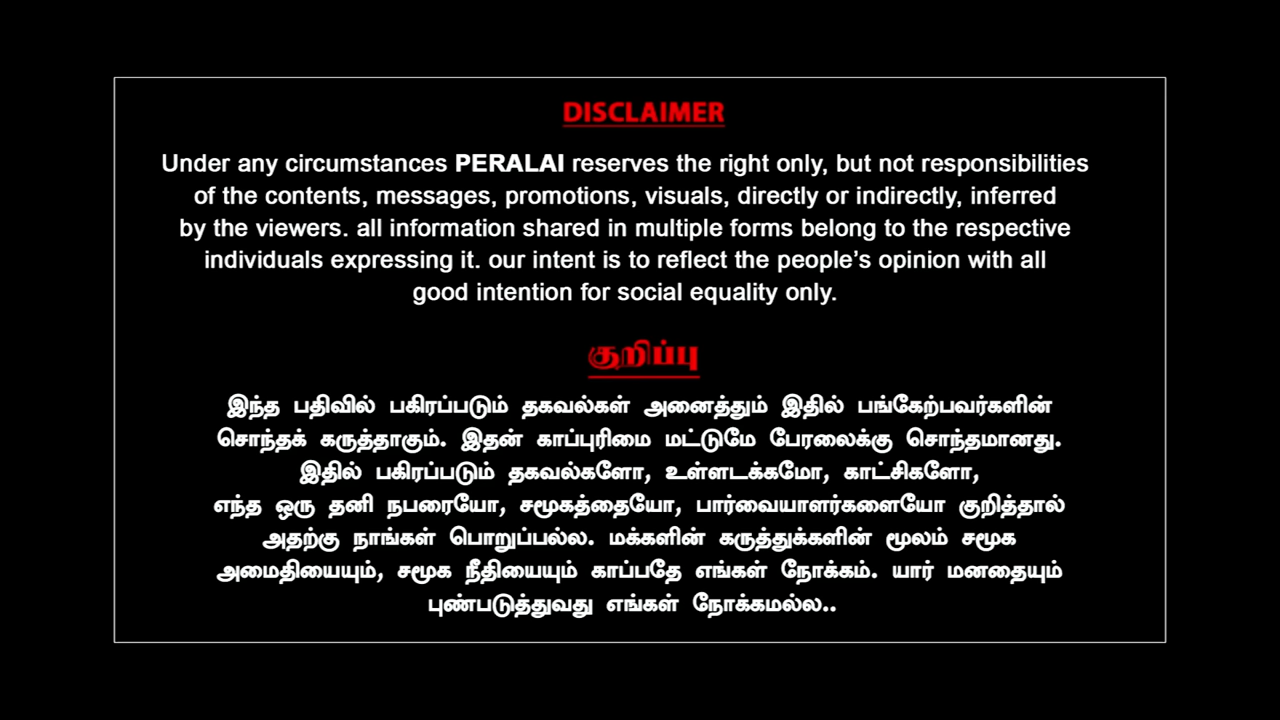 DISCLAIMER
Under any circumstances PERALAI reserves the right only, but not responsibilities
of the contents, messages, promotions, visuals, directly or indirectly, inferred
by the viewers. all information shared in multiple forms belong to the respective
individuals expressing it. our intent is to reflect the people's opinion with all
good intention for social equality only.
குறிப்பு
இந்த பதிவில் பகிரப்படும் தகவல்கள் அனைத்தும் இதில் பங்கேற்பவர்களின்
சொந்தக் கருத்தாகும். இதன் காப்புரிமை மட்டுமே பேரலைக்கு சொந்தமானது.
இதில் பகிரப்படும் தகவல்களோ, உள்ளடக்கமோ, காட்சிகளோ,
எந்த ஒரு தனி நபரையோ, சமூகத்தையோ, பார்வையாளர்களையோ குறித்தால்
அதற்கு நாங்கள் பொறுப்பல்ல. மக்களின் கருத்துக்களின் மூலம் சமூக
அமைதியையும், சமூக நீதியையும் காப்பதே எங்கள் நோக்கம். யார் மனதையும்
புண்படுத்துவது எங்கள் நோக்கமல்ல..